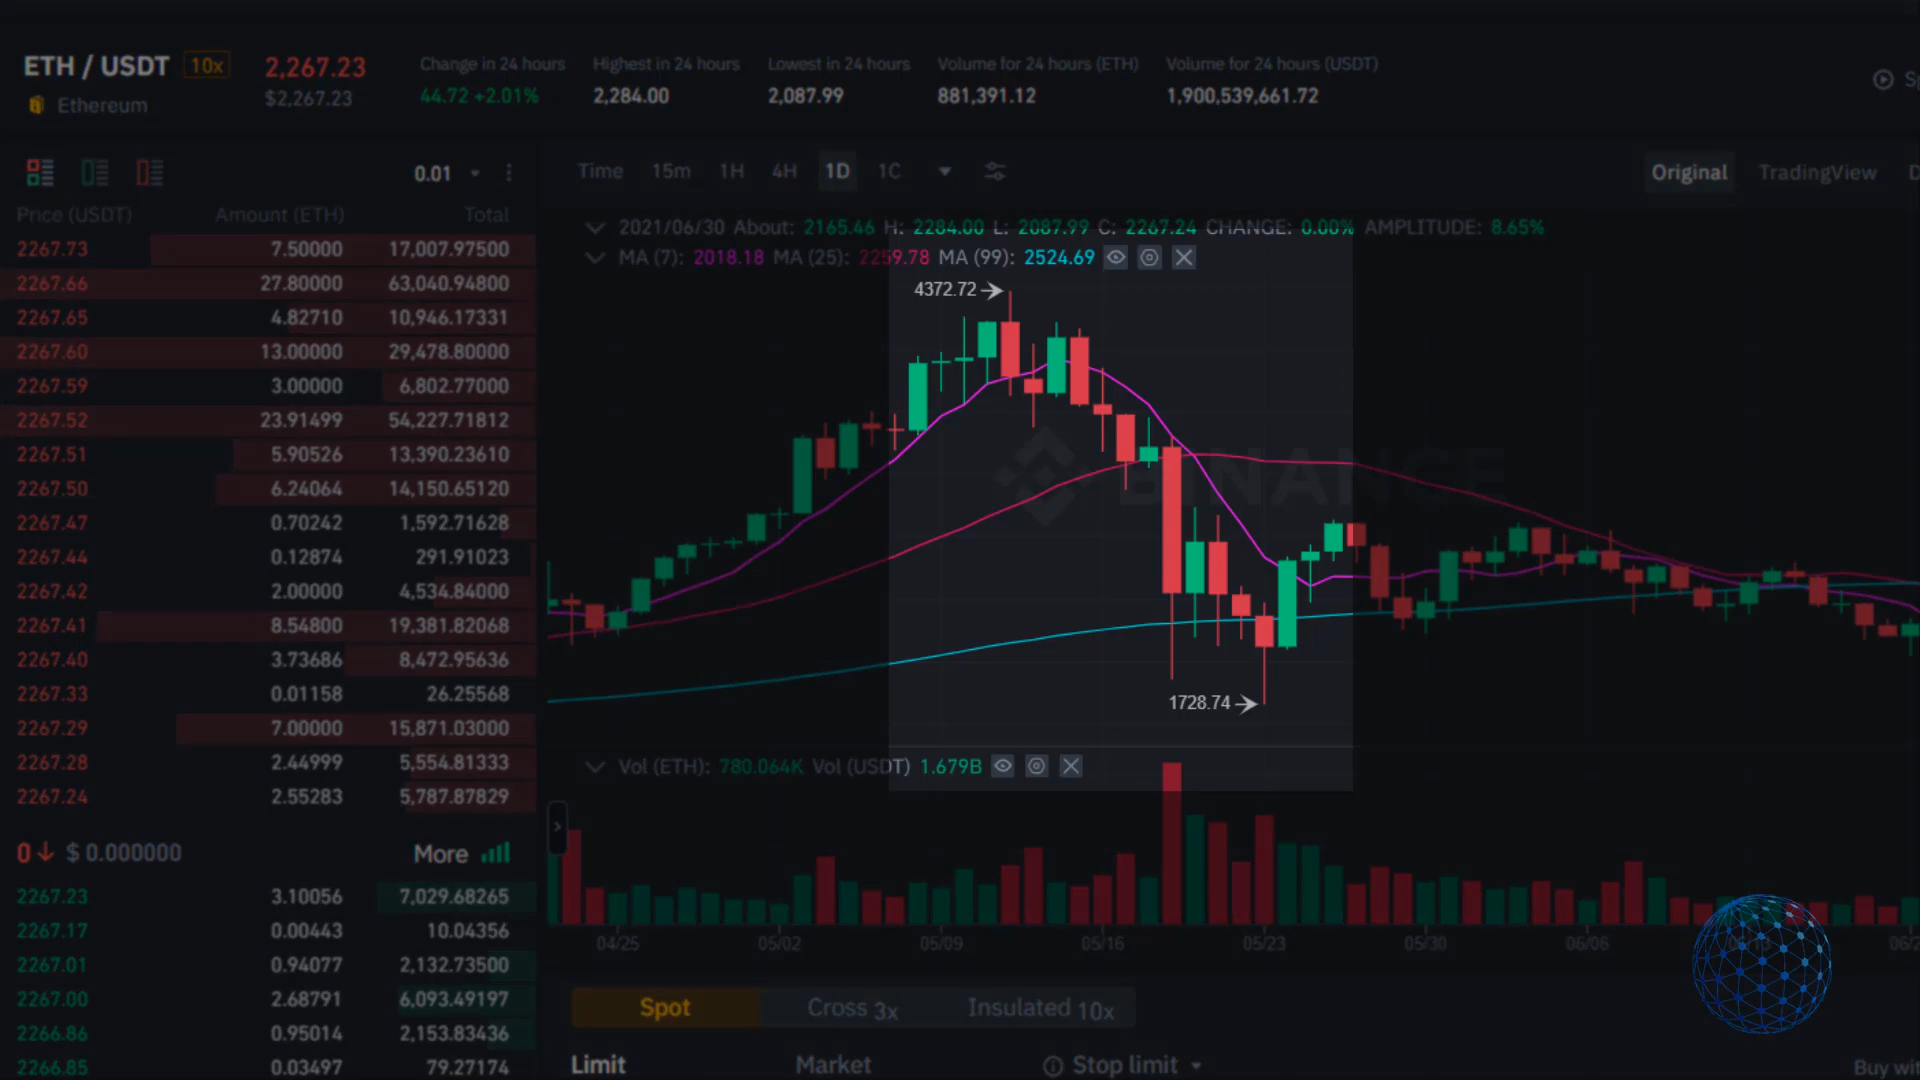 ETH / USDT 10x 2,267.23 Change in 24 hours Highest in 24 hours Lowest in 24 hours Volume for 24 hours (ETH) Volume for 24 hours (USDT)
Ethereum $2,267.23 44.72 +2.01% 2,284.00 2,087.99 881,391.12 1,900,539,661.72
0.01 Time 15m 1H 4H 1D 1C Original TradingView
Price (USDT) Amount (ETH) Total
2021/06/30 About: 2165.46 H: 2284.00 L: 2087.99 C: 2267.24 CHANGE: 0.00% AMPLITUDE: 8.65%
MA (7): 2018.18 MA (25): 2259.78 MA (99): 2524.69
4372.72
BINANCE
1728.74
2267.73 7.50000 17,007.97500
2267.66 27.80000 63,040.94800
2267.65 4.82710 10,946.17331
2267.60 13.00000 29,478.80000
2267.59 3.00000 6,802.77000
2267.52 23.91499 54,227.71812
2267.51 5.90526 13,390.23610
2267.50 6.24064 14,150.65120
2267.47 0.70242 1,592.71628
2267.44 0.12874 291.91023
2267.42 2.00000 4,534.84000
2267.41 8.54800 19,381.82068
2267.40 3.73686 8,472.95636
2267.33 0.01158 26.25568
2267.29 7.00000 15,871.03000
2267.28 2.44999 5,554.81333
2267.24 2.55283 5,787.87829
Vol (ETH): 780.064K Vol (USDT) 1.679B
0 $ 0.000000 More
2267.23 3.10056 7,029.68265
2267.17 0.00443 10.04356
2267.01 0.94077 2,132.73500
2267.00 2.68791 6,093.49197
2266.86 0.95014 2,153.83436
2266.85 0.03497 79.27174
04/25 05/02 05/09 05/16 05/23 05/30 06/06 06/13
Spot Cross 3x Insulated 10x
Limit Market Stop limit
Buy